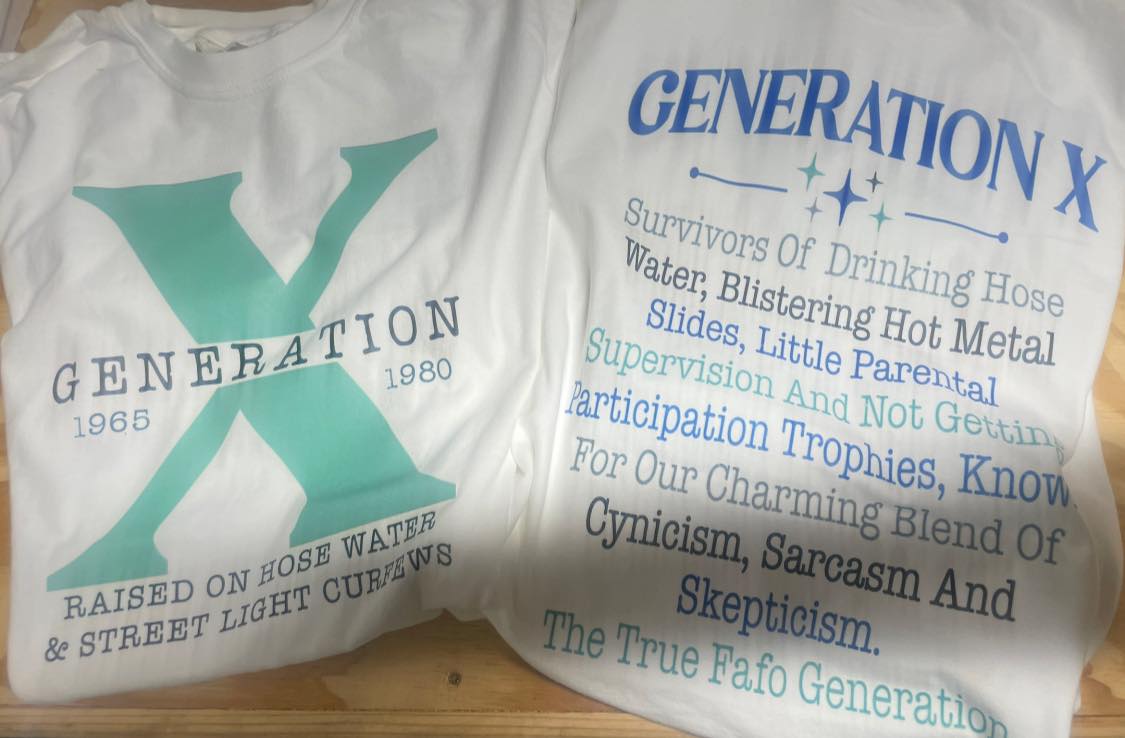 GENERATION
1965 1980
RAISED ON HOSE WATER
& STREET LIGHT CURFEWS
GENERATION X
Survivors Of Drinking Hose
Water, Blistering Hot Metal
Slides, Little Parental
Supervision And Not Getting
Participation Trophies, Know
For Our Charming Blend Of
Cynicism, Sarcasm And
Skepticism.
The True Fafo Generation